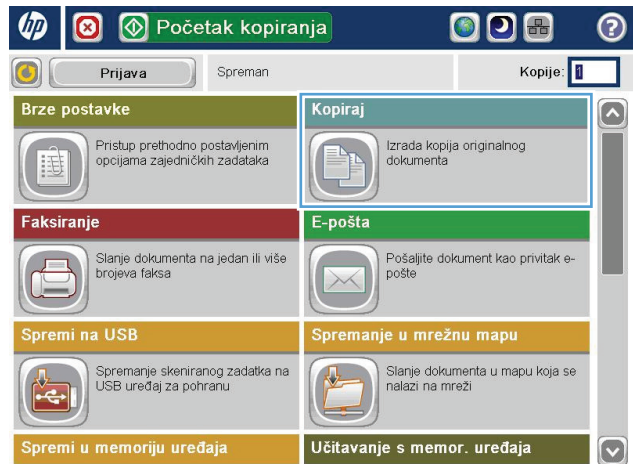 hp
Početak kopiranja
?
Prijava
Spreman
Kopije: 1
Brze postavke
Pristup prethodno postavljenim
opcijama zajedničkih zadataka
Kopiraj
Izrada kopija originalnog
dokumenta
Faksiranje
Slanje dokumenta na jedan ili više
brojeva faksa
E-pošta
Pošaljite dokument kao privitak e-
pošte
Spremi na USB
Spremanje skeniranog zadatka na
USB uređaj za pohranu
Spremanje u mrežnu mapu
Slanje dokumenta u mapu koja se
nalazi na mreži
Spremi u memoriju uređaja
Učitavanje s memor. uređaja